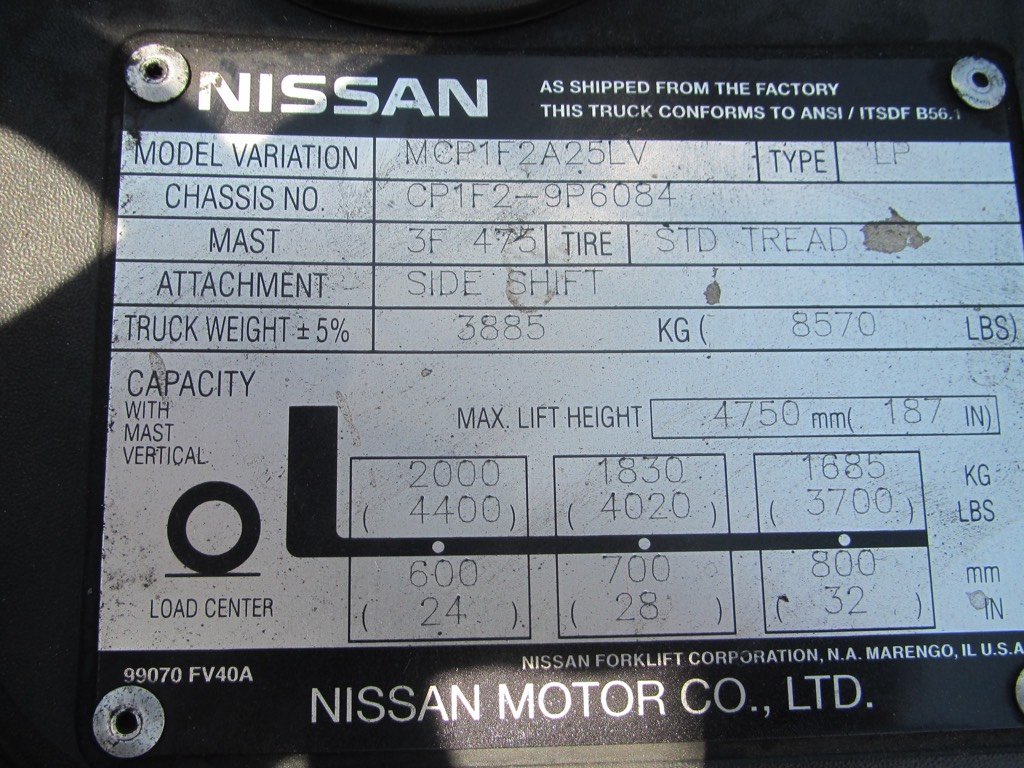 NISSAN
AS SHIPPED FROM THE FACTORY
THIS TRUCK CONFORMS TO ANSI / ITSDF B56.1
MODEL VARIATION MCP1F2A25LV TYPE LP
CHASSIS NO. CP1F2-9P6084
MAST 3F 475 TIRE STD TREAD
ATTACHMENT SIDE SHIFT
TRUCK WEIGHT ± 5% 3885 KG ( 8570 LBS)
CAPACITY
WITH
MAST
VERTICAL
MAX. LIFT HEIGHT 4750 mm( 187 IN)
2000 1830 1685 KG
( 4400 ) ( 4020 ) ( 3700 ) LBS
600 700 800 mm
( 24 ) ( 28 ) ( 32 ) IN
LOAD CENTER
NISSAN FORKLIFT CORPORATION, N.A. MARENGO, IL U.S.A
99070 FV40A
NISSAN MOTOR CO., LTD.